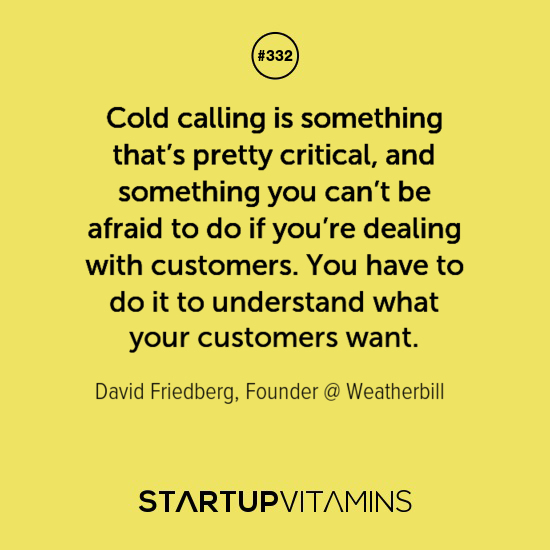 #332
Cold calling is something
that’s pretty critical, and
something you can’t be
afraid to do if you’re dealing
with customers. You have to
do it to understand what
your customers want.
David Friedberg, Founder @ Weatherbill
STARTUPVITAMINS